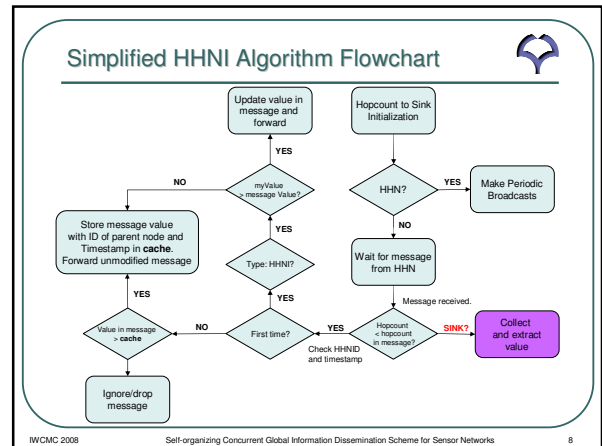 Simplified HHNI Algorithm Flowchart
Update value in
message and
forward
Hopcount to Sink
Initialization
YES
NO
myValue
> message Value?
HHN?
YES
Make Periodic
Broadcasts
Store message value
with ID of parent node and
Timestamp in cache.
Forward unmodified message
YES
Type: HHNI?
NO
Wait for message
from HHN
YES
YES
Message received.
Value in message
> cache
NO
First time?
YES
Check HHNID
and timestamp
Hopcount
< hopcount
in message?
SINK?
Collect
and extract
value
Ignore/drop
message
IWCMC 2008
Self-organizing Concurrent Global Information Dissemination Scheme for Sensor Networks
8